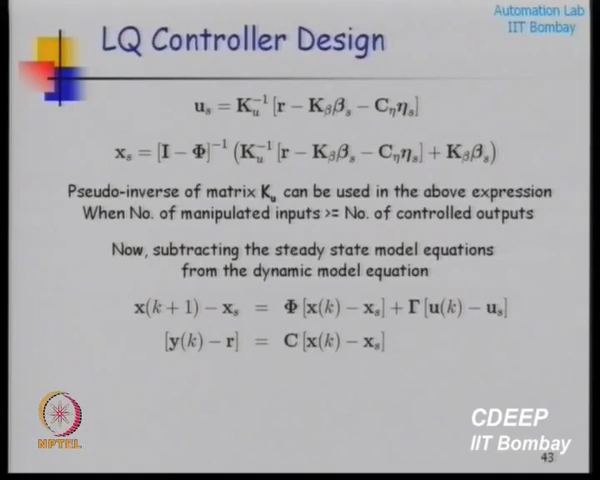 Automation Lab
IIT Bombay
LQ Controller Design
u_s = K_u^{-1} [r − K_β β_s − C_η η_s]
x_s = [I − Φ]^{-1} (K_u^{-1} [r − K_β β_s − C_η η_s] + K_β β_s)
Pseudo-inverse of matrix K_u can be used in the above expression
When No. of manipulated inputs >= No. of controlled outputs
Now, subtracting the steady state model equations
from the dynamic model equation
x(k + 1) − x_s = Φ [x(k) − x_s] + Γ [u(k) − u_s]
[y(k) − r] = C [x(k) − x_s]
NPTEL
CDEEP
IIT Bombay
43